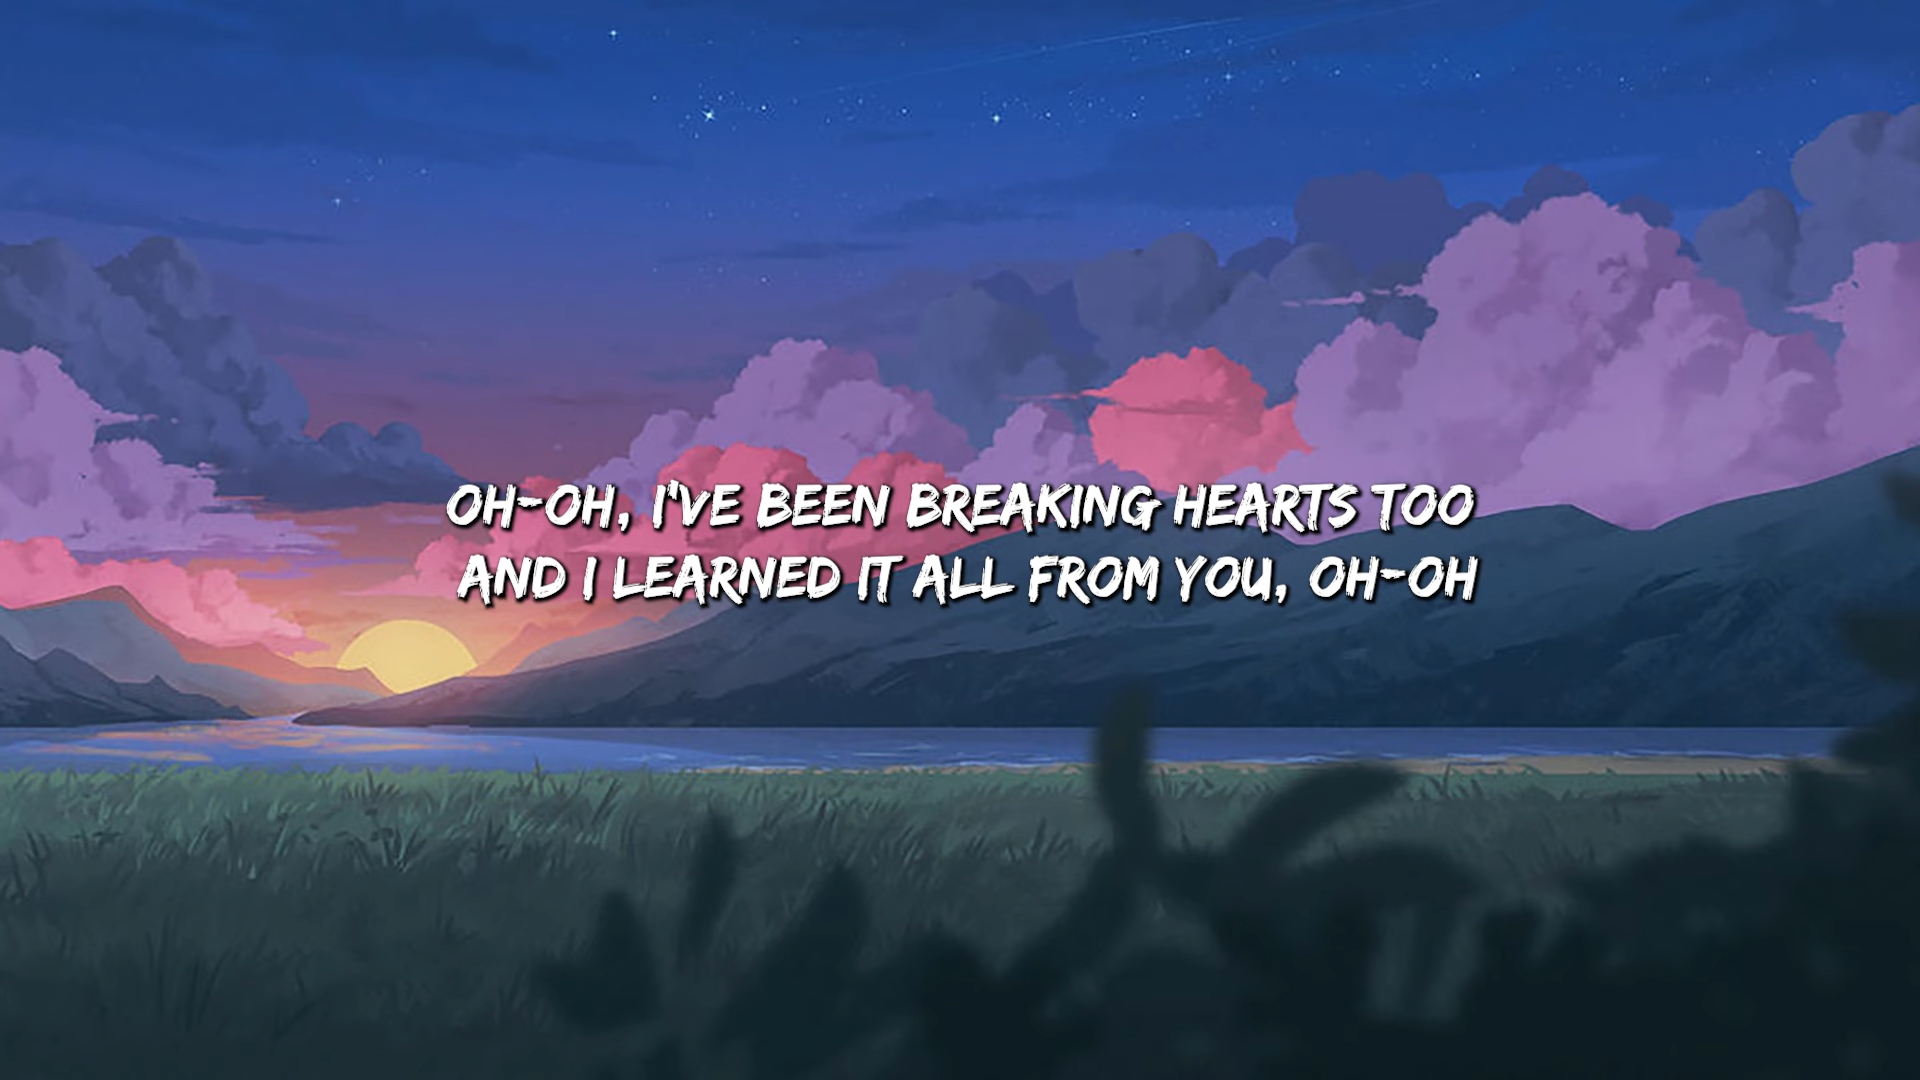 OH-OH, I'VE BEEN BREAKING HEARTS TOO
AND I LEARNED IT ALL FROM YOU, OH-OH